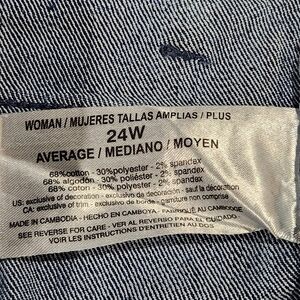 WOMAN / MUJERES TALLAS AMPLIAS / PLUS
24W
AVERAGE / MEDIANO / MOYEN
68%cotton - 30%polyester - 2% spandex
68% algodón - 30% poliéster - 2% spandex
68% coton - 30% polyester - 2% spandex
US: exclusive of decoration - exclusivo de decoración - sauf la décoration
CA: exclusive of trim - exclusivo de borde - garniture non comprise
MADE IN CAMBODIA - HECHO EN CAMBOYA - FABRIQUÉ AU CAMBODGE
SEE REVERSE FOR CARE - VER AL REVERSO PARA EL CUIDADO
VOIR LES INSTRUCTIONS D'ENTRETIEN AU DOS